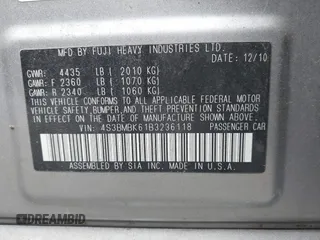 MFD.BY FUJI HEAVY INDUSTRIES LTD.
DATE: 12/10
GVWR: 4435 LB ( 2010 KG)
GAWR: F 2360 LB ( 1070 KG)
GAWR: R 2340 LB ( 1060 KG)
THIS VEHICLE CONFORMS TO ALL APPLICABLE FEDERAL MOTOR VEHICLE
SAFETY,BUMPER,AND THEFT PREVENTION STANDARDS IN
EFFECT ON THE DATE OF MANUFACTURE SHOWN ABOVE.
VIN: 4S3BMBK61B3236118 PASSENGER CAR
ASSEMBLED BY SIA INC. MADE IN U.S.A.
DREAMBID
dreambid.com